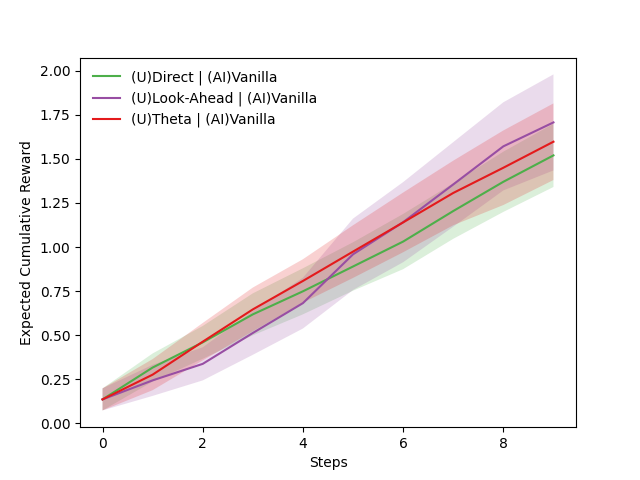 2.00
1.75
1.50
1.25
1.00
0.75
0.50
0.25
0.00
Expected Cumulative Reward
(U)Direct | (AI)Vanilla
(U)Look-Ahead | (AI)Vanilla
(U)Theta | (AI)Vanilla
0 2 4 6 8
Steps